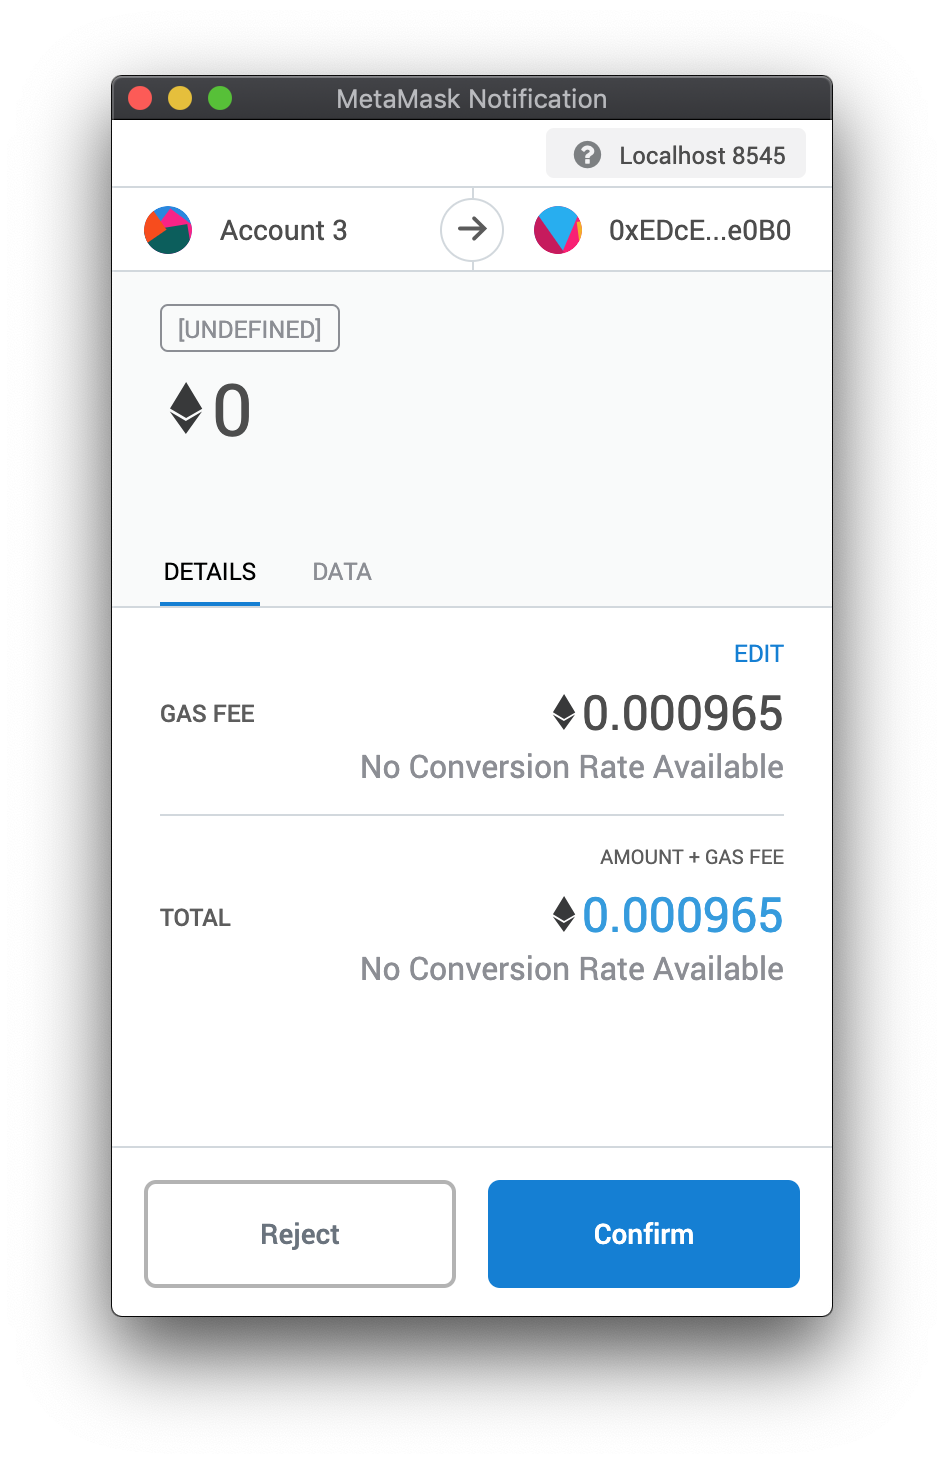 MetaMask Notification
Localhost 8545
Account 3
0xEDcE...e0B0
[UNDEFINED]
0
DETAILS DATA
EDIT
GAS FEE 0.000965
No Conversion Rate Available
AMOUNT + GAS FEE
TOTAL 0.000965
No Conversion Rate Available
Reject
Confirm